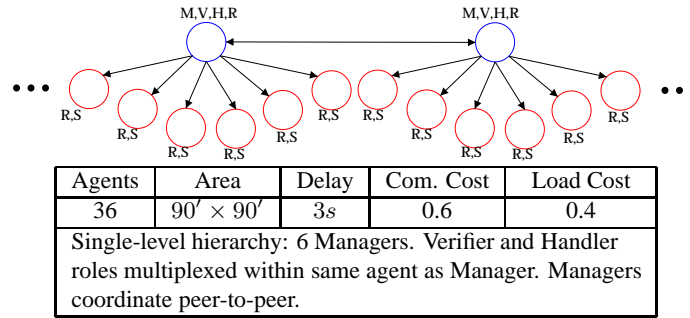 M,V,H,R M,V,H,R
R,S R,S R,S R,S R,S R,S R,S R,S R,S R,S R,S R,S
Agents Area Delay Com. Cost Load Cost
36 90′ × 90′ 3s 0.6 0.4
Single-level hierarchy: 6 Managers. Verifier and Handler
roles multiplexed within same agent as Manager. Managers
coordinate peer-to-peer.